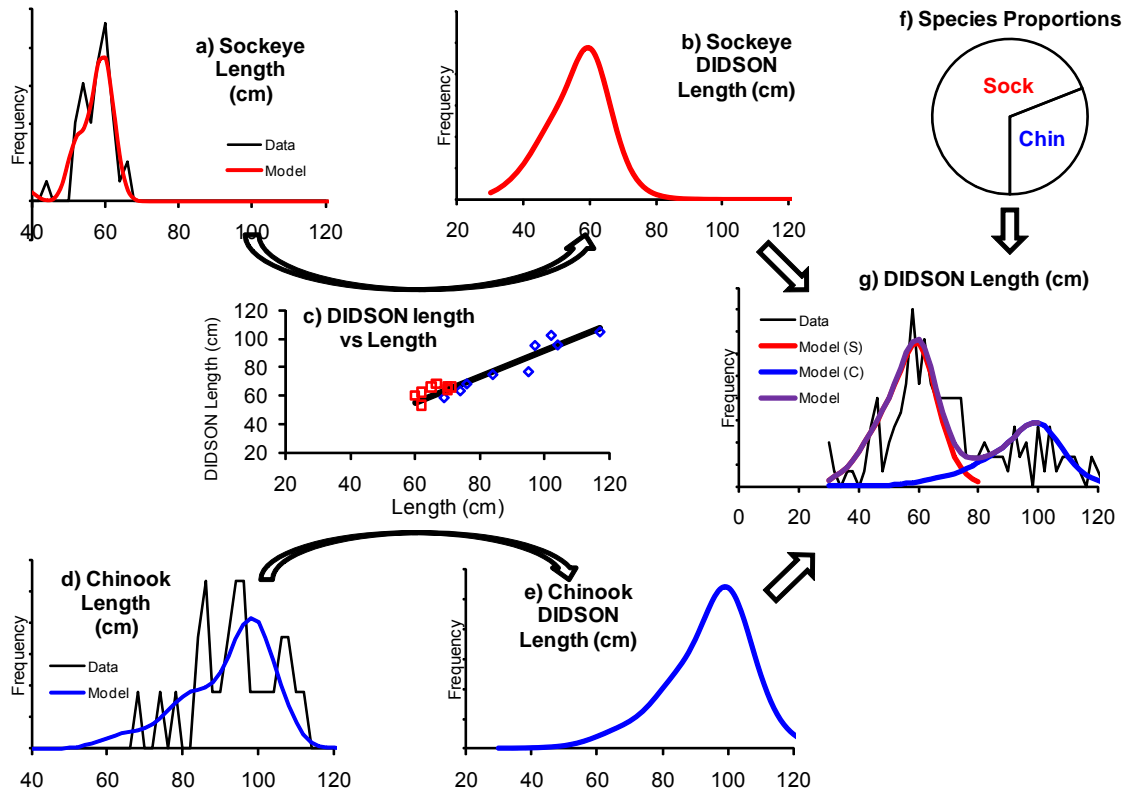 a) Sockeye
Length
(cm)
Frequency
Data
Model
40 60 80 100 120
b) Sockeye
DIDSON
Length (cm)
Frequency
20 40 60 80 100 120
f) Species Proportions
Sock
Chin
c) DIDSON length
vs Length
DIDSON Length (cm)
120
100
80
60
40
20
20 40 60 80 100 120
Length (cm)
g) DIDSON Length (cm)
Frequency
Data
Model (S)
Model (C)
Model
0 20 40 60 80 100 120
d) Chinook
Length
(cm)
Frequency
Data
Model
40 60 80 100 120
e) Chinook
DIDSON
Length (cm)
Frequency
20 40 60 80 100 120